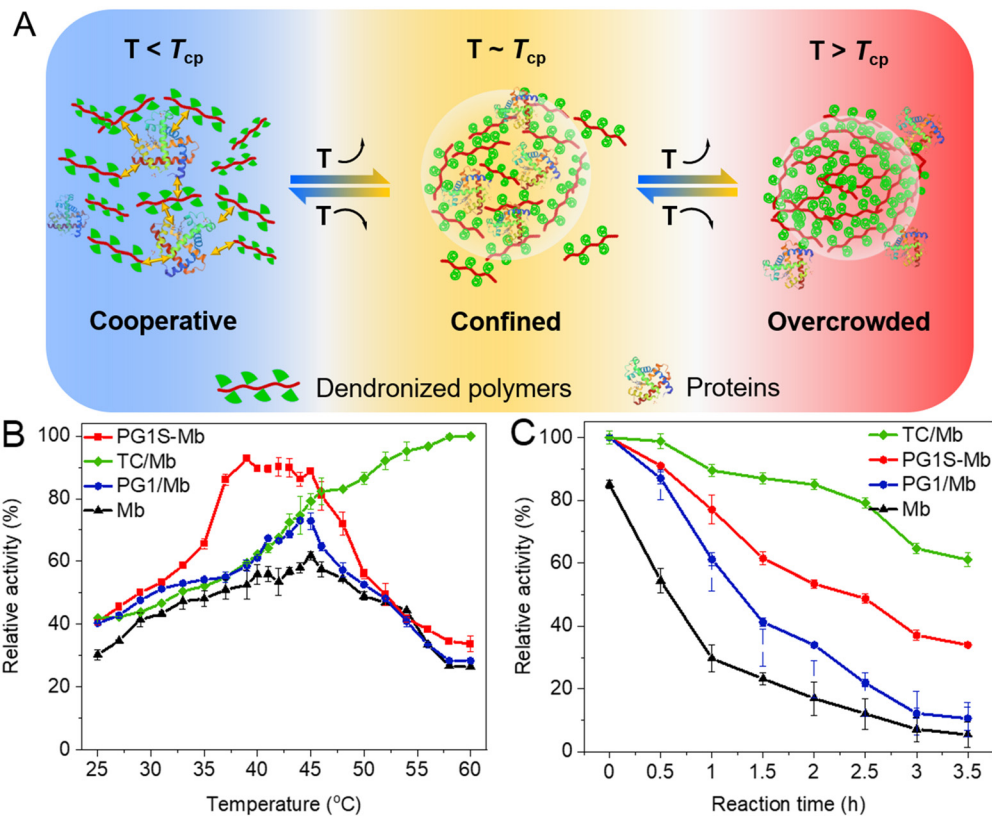 A
T < Tcp
T ~ Tcp
T > Tcp
T
T
T
T
Cooperative
Confined
Overcrowded
Dendronized polymers
Proteins
B
PG1S-Mb
TC/Mb
PG1/Mb
Mb
Relative activity (%)
100
80
60
40
20
0
25
30
35
40
45
50
55
60
Temperature (°C)
C
TC/Mb
PG1S-Mb
PG1/Mb
Mb
Relative activity (%)
100
80
60
40
20
0
0
0.5
1
1.5
2
2.5
3
3.5
Reaction time (h)